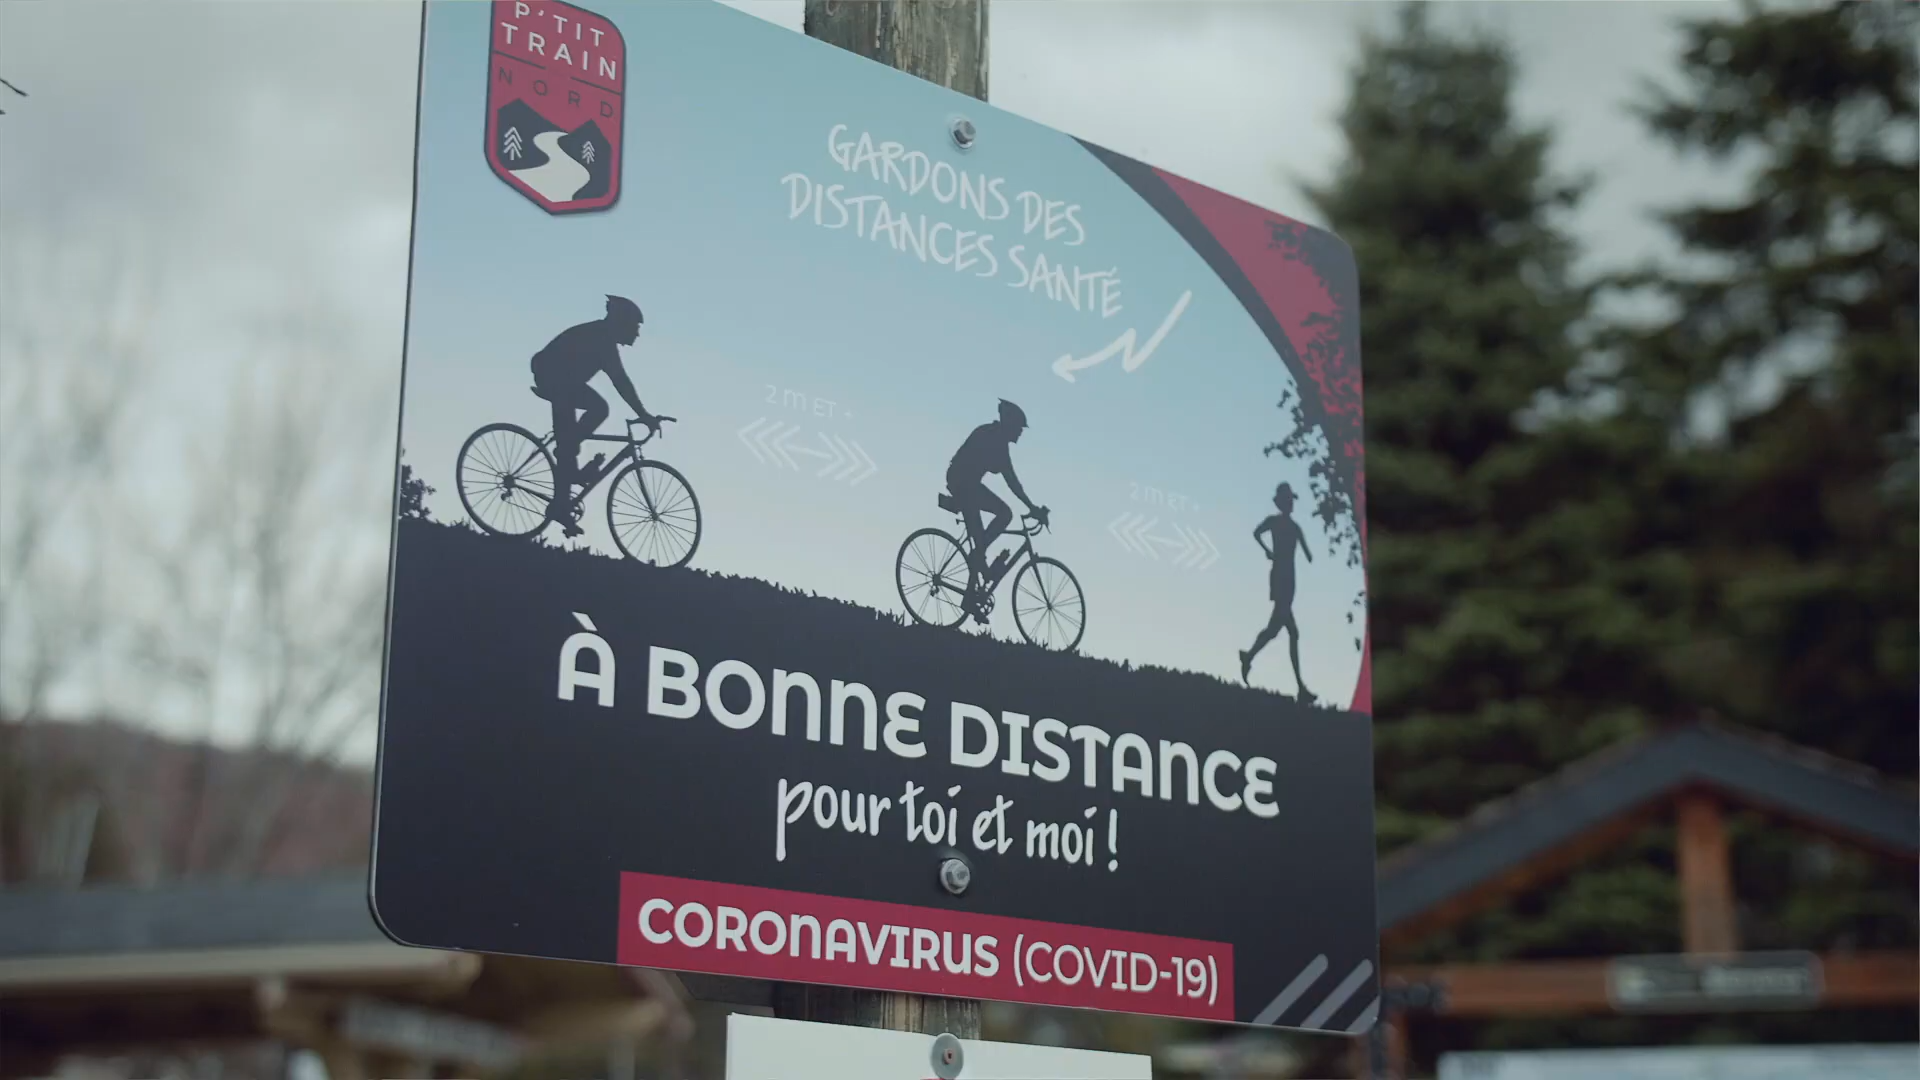 P'TIT
TRAIN
NORD
GARDONS DES
DISTANCES SANTÉ
2 m ET +
2 m ET +
À BONNE DISTANCE
pour toi et moi !
CORONAVIRUS (COVID-19)